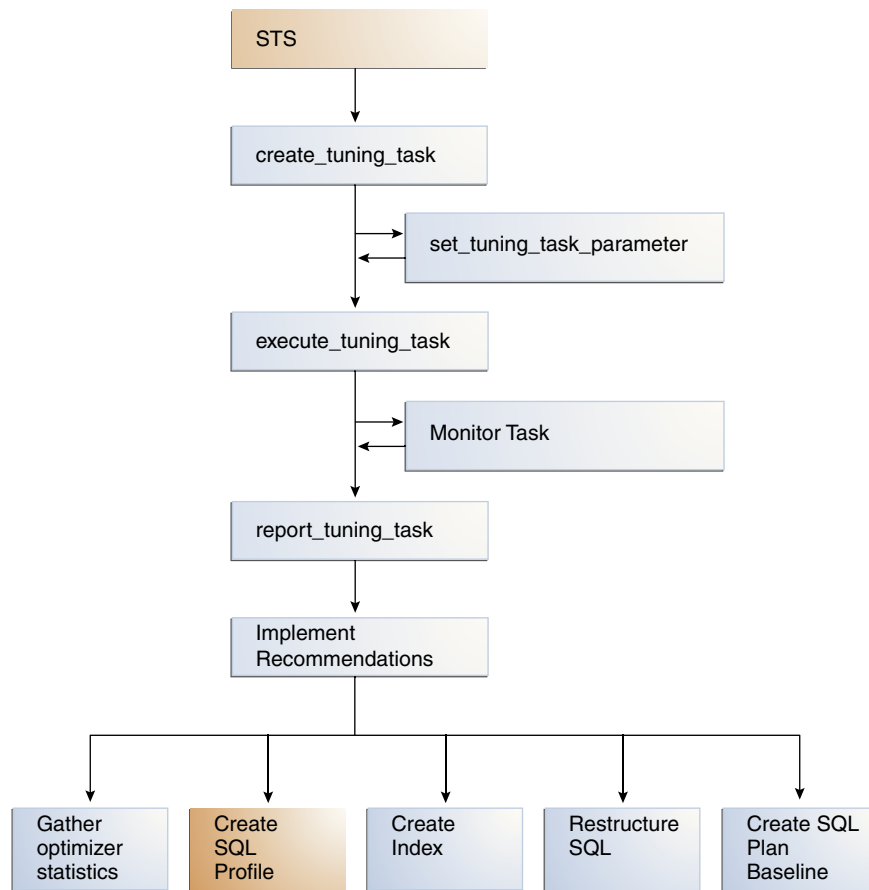 STS
create_tuning_task
set_tuning_task_parameter
execute_tuning_task
Monitor Task
report_tuning_task
Implement
Recommendations
Gather
optimizer
statistics
Create
SQL
Profile
Create
Index
Restructure
SQL
Create SQL
Plan
Baseline